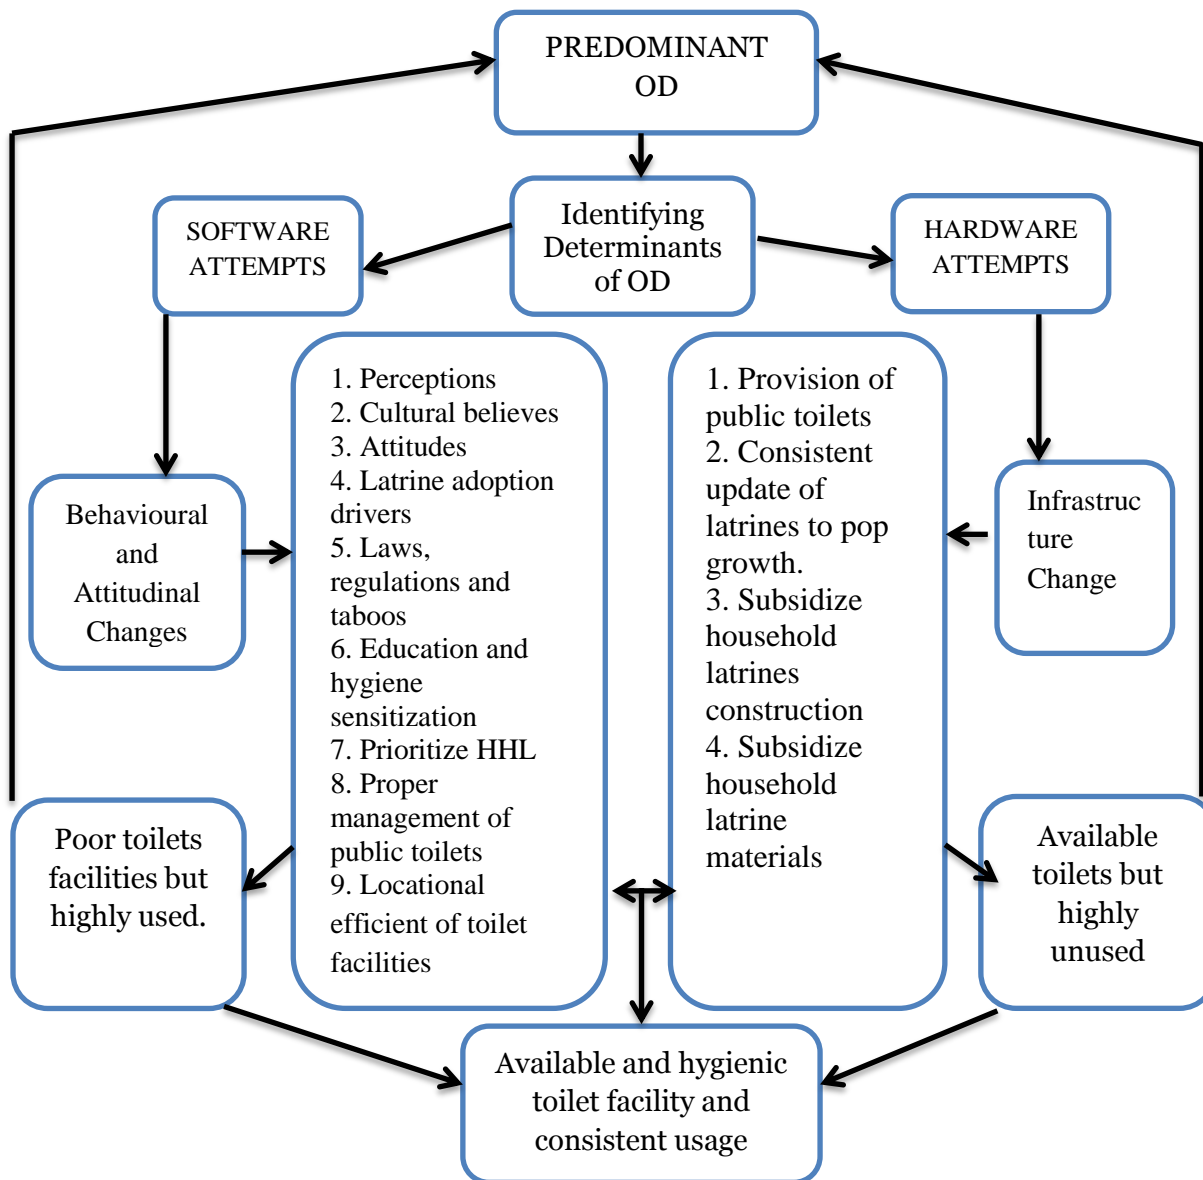 PREDOMINANT
OD
Identifying
Determinants
of OD
SOFTWARE
ATTEMPTS
HARDWARE
ATTEMPTS
Behavioural
and
Attitudinal
Changes
1. Perceptions
2. Cultural believes
3. Attitudes
4. Latrine adoption
drivers
5. Laws,
regulations and
taboos
6. Education and
hygiene
sensitization
7. Prioritize HHL
8. Proper
management of
public toilets
9. Locational
efficient of toilet
facilities
1. Provision of
public toilets
2. Consistent
update of
latrines to pop
growth.
3. Subsidize
household
latrines
construction
4. Subsidize
household
latrine
materials
Infrastruc
ture
Change
Poor toilets
facilities but
highly used.
Available
toilets but
highly
unused
Available and hygienic
toilet facility and
consistent usage